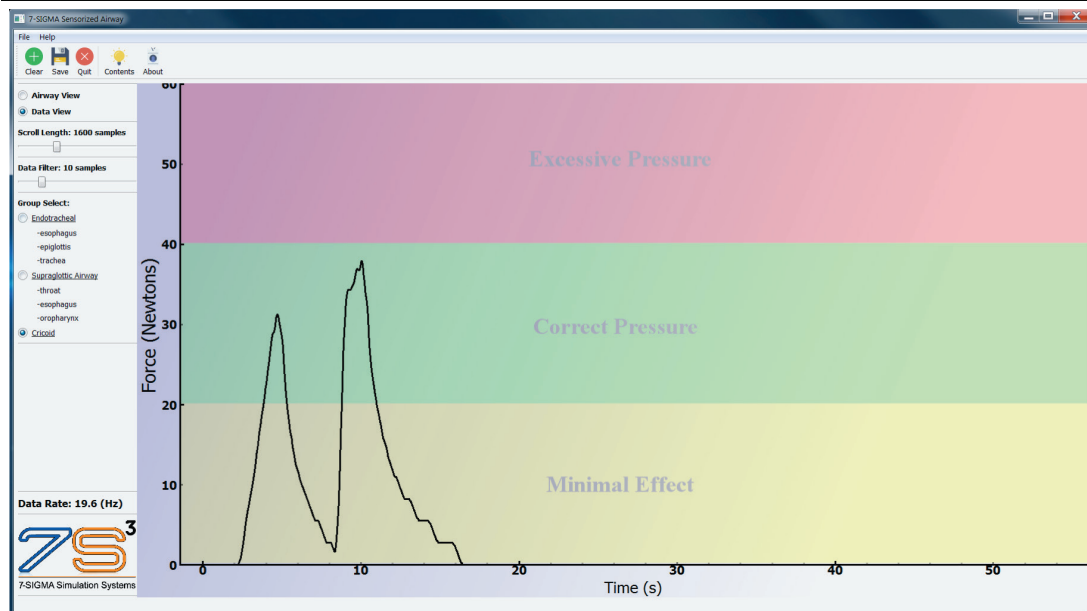 7-SIGMA Sensorized Airway
File Help
Clear Save Quit Contents About
Airway View
Data View
Scroll Length: 1600 samples
Data Filter: 10 samples
Group Select:
Endotracheal
-esophagus
-epiglottis
-trachea
Supraglottic Airway
-throat
-esophagus
-oropharynx
Cricoid
Data Rate: 19.6 (Hz)
7S3
7-SIGMA Simulation Systems
Force (Newtons)
60
50
40
30
20
10
0
Excessive Pressure
Correct Pressure
Minimal Effect
0 10 20 30 40 50
Time (s)